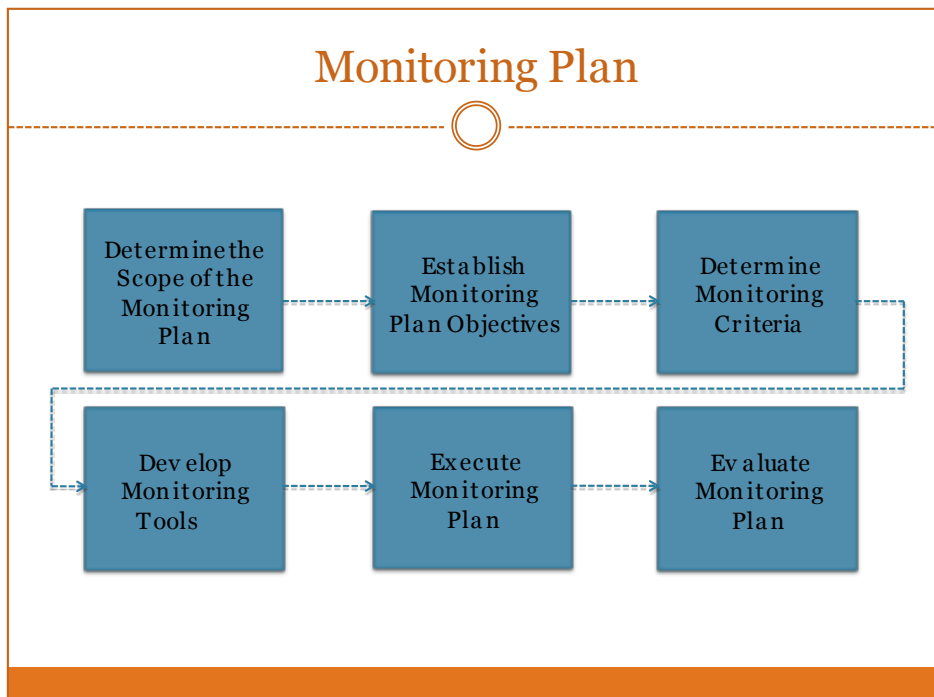 Monitoring Plan
Determine the
Scope of the
Monitoring
Plan
Establish
Monitoring
Plan Objectives
Determine
Monitoring
Criteria
Develop
Monitoring
Tools
Execute
Monitoring
Plan
Evaluate
Monitoring
Plan